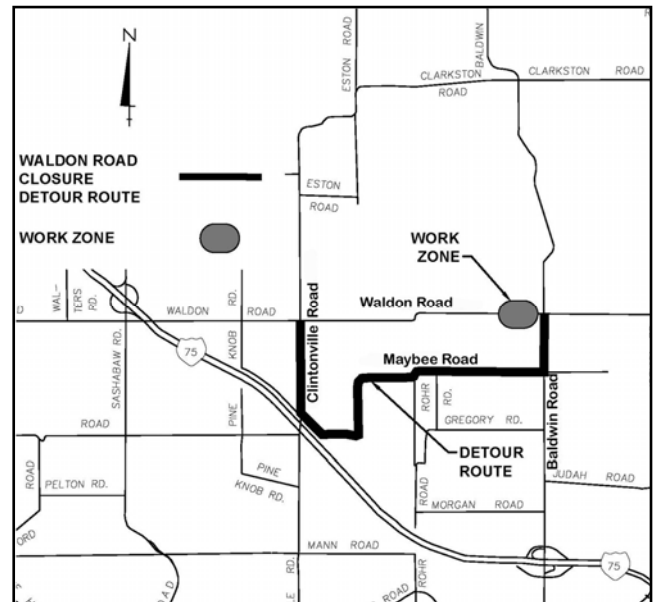 N
ESTON ROAD
BALDWIN
R
CLARKSTON
ROAD
CLARKSTON ROAD
WALDON ROAD
CLOSURE
DETOUR ROUTE
WORK ZONE
ESTON
ROAD
WORK
ZONE
D
WAL-
TERS RD.
WALDON
RD.
ROAD
Waldon Road
75
SASHABAW RD.
KNOB
PINE
Clintonville Road
Maybee Road
ROHR
RD.
GREGORY RD.
Baldwin Road
ROAD
DETOUR
ROUTE
ROAD
PELTON RD.
PINE
KNOB RD.
ROAD
MORGAN ROAD
JUDAH ROAD
ORD
MANN ROAD
75
ROAD
LE RD.
ROHR